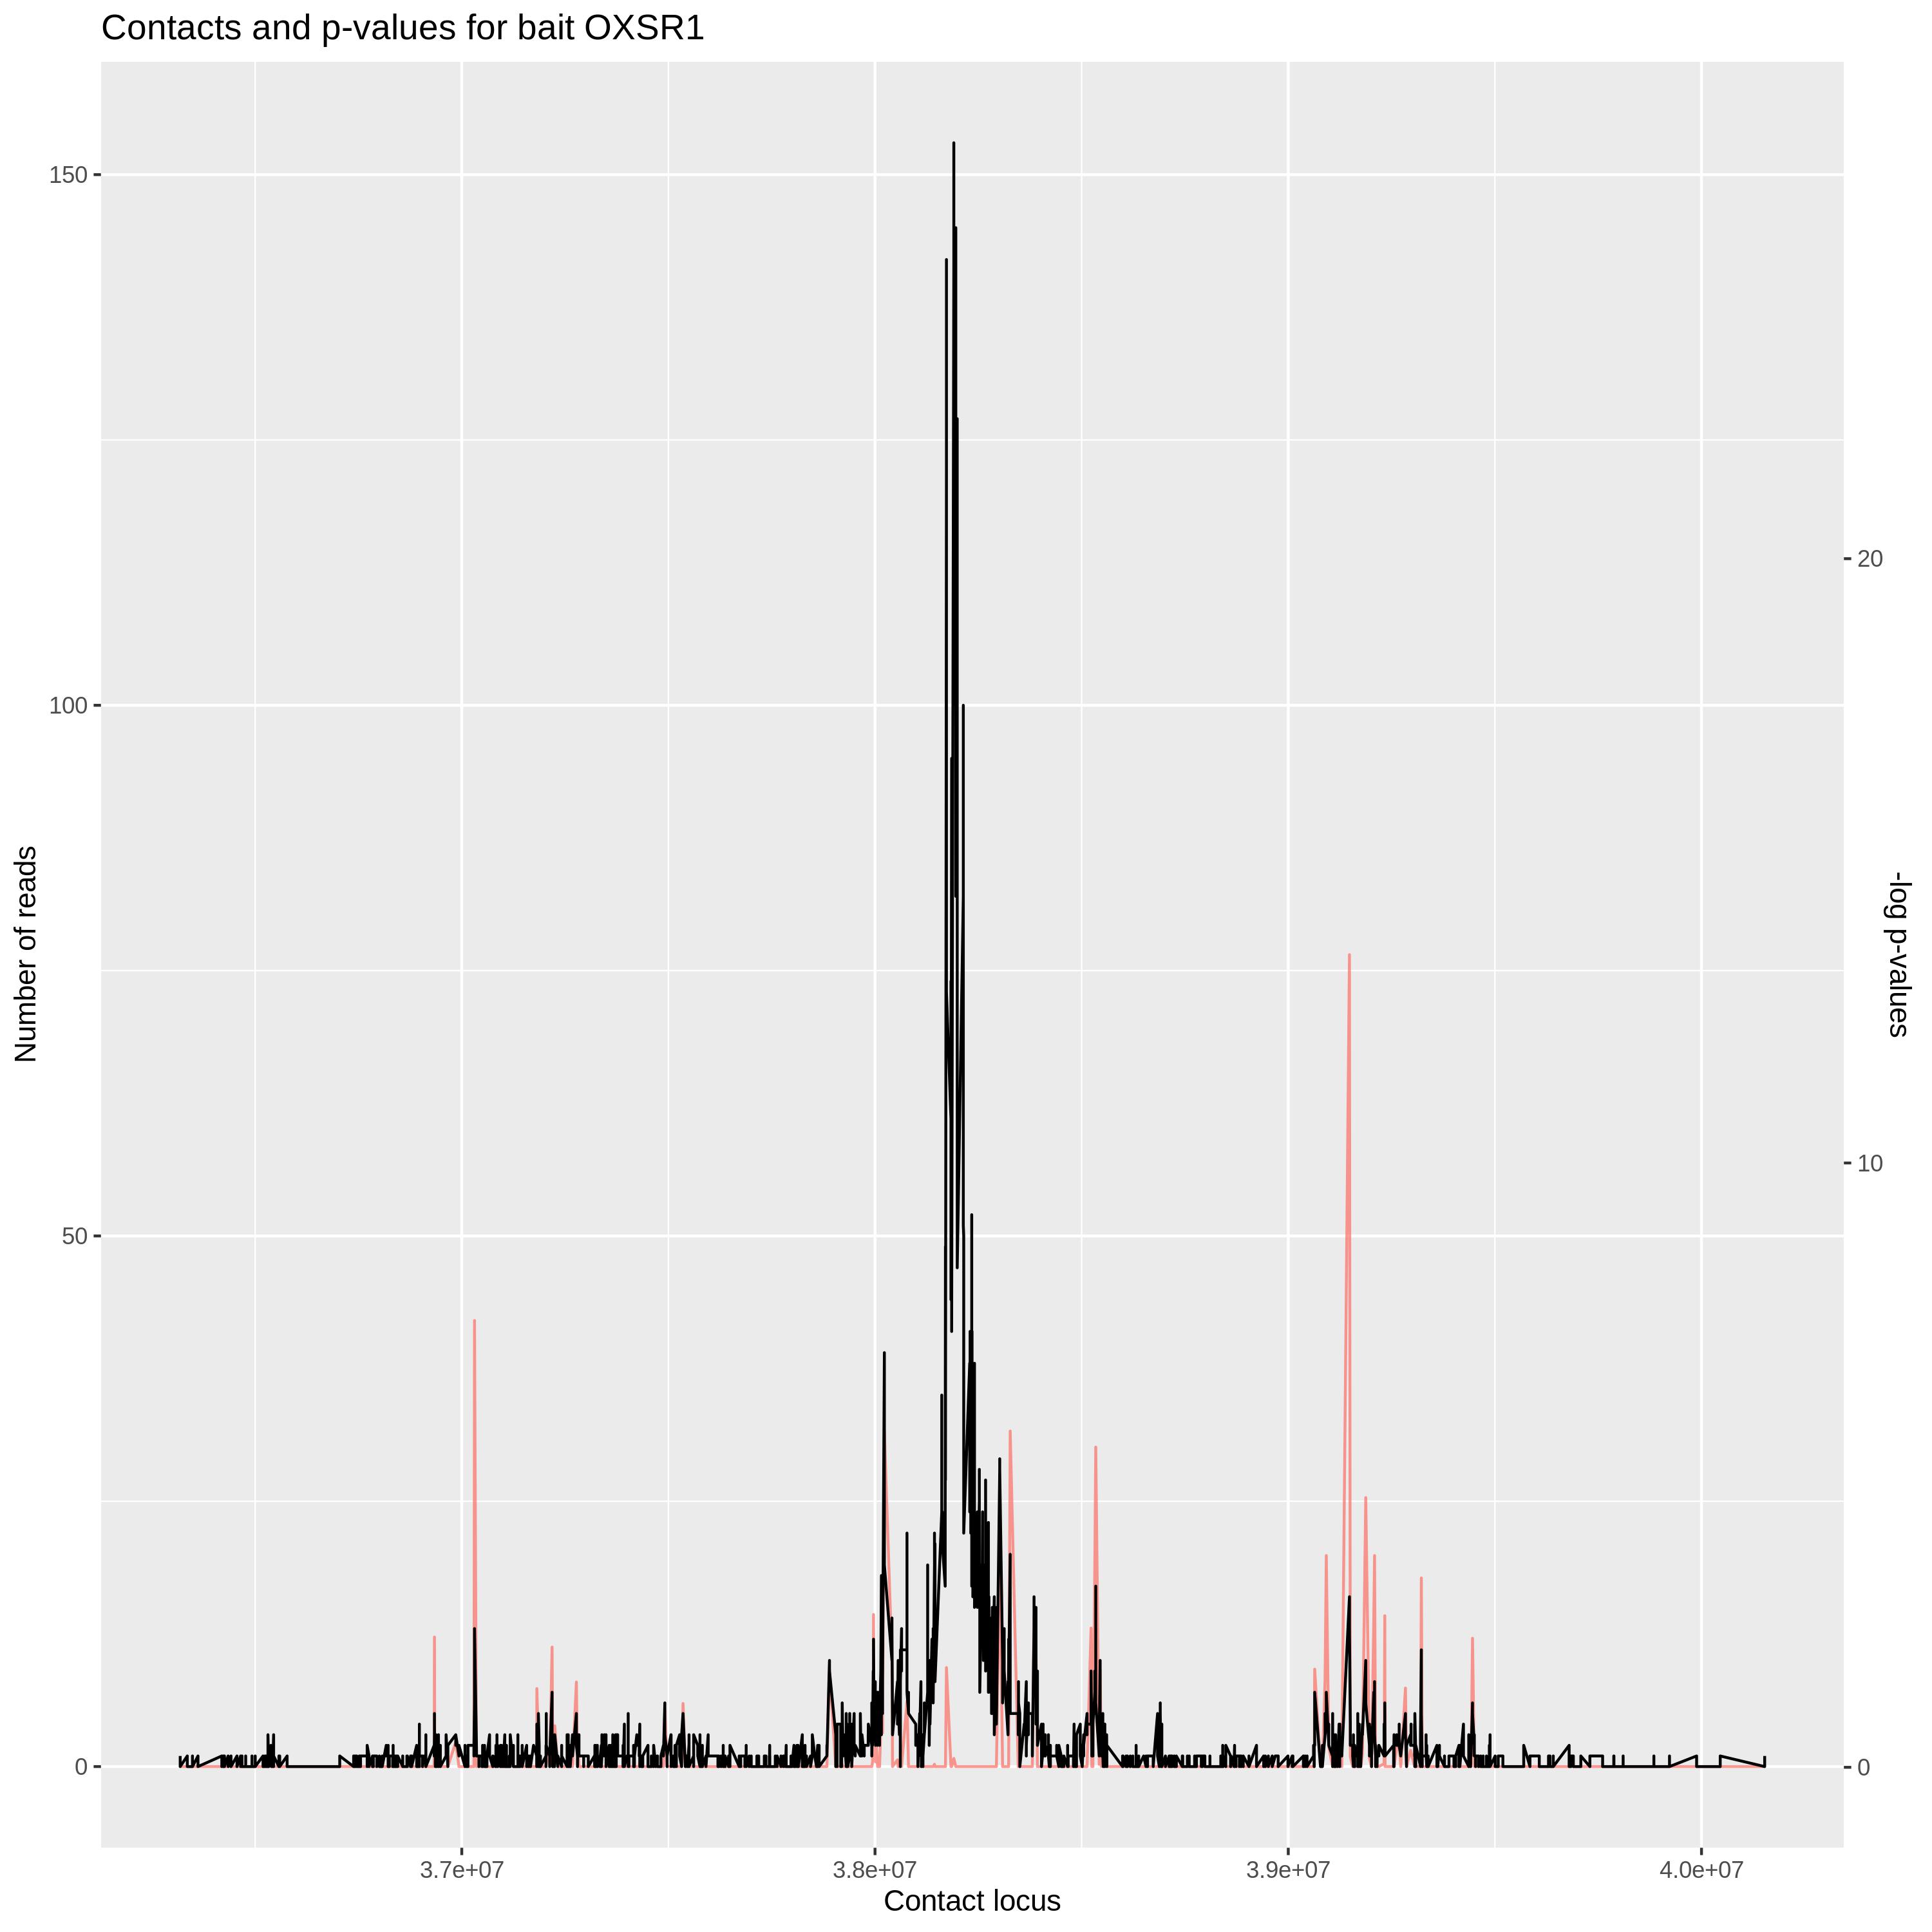 Contacts and p-values for bait OXSR1
150
100
50
0
Number of reads
20
10
0
-log p-values
3.7e+07
3.8e+07
3.9e+07
4.0e+07
Contact locus